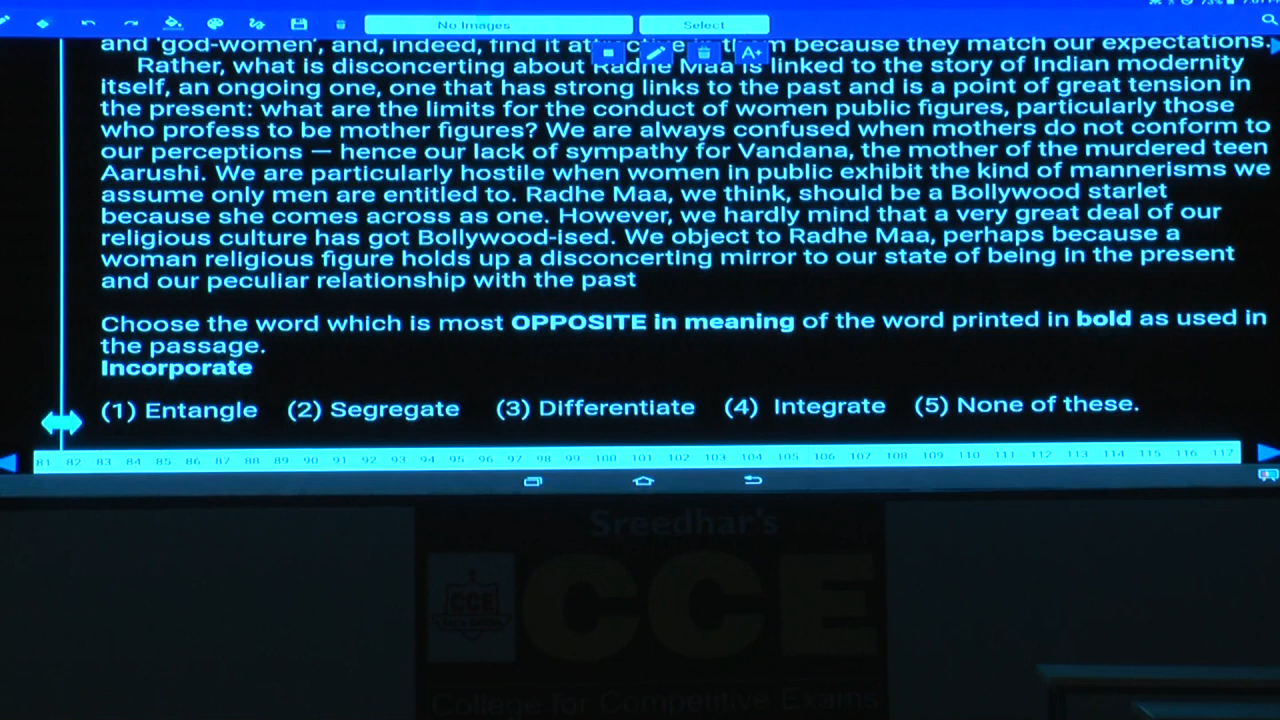 No Images Select
and 'god-women', and, indeed, find it attractive in them because they match our expectations.
Rather, what is disconcerting about Radhe Maa is linked to the story of Indian modernity
itself, an ongoing one, one that has strong links to the past and is a point of great tension in
the present: what are the limits for the conduct of women public figures, particularly those
who profess to be mother figures? We are always confused when mothers do not conform to
our perceptions — hence our lack of sympathy for Vandana, the mother of the murdered teen
Aarushi. We are particularly hostile when women in public exhibit the kind of mannerisms we
assume only men are entitled to. Radhe Maa, we think, should be a Bollywood starlet
because she comes across as one. However, we hardly mind that a very great deal of our
religious culture has got Bollywood-ised. We object to Radhe Maa, perhaps because a
woman religious figure holds up a disconcerting mirror to our state of being in the present
and our peculiar relationship with the past
Choose the word which is most OPPOSITE in meaning of the word printed in bold as used in
the passage.
Incorporate
(1) Entangle (2) Segregate (3) Differentiate (4) Integrate (5) None of these.
81 82 83 84 85 86 87 88 89 90 91 92 93 94 95 96 97 98 99 100 101 102 103 104 105 106 107 108 109 110 111 112 113 114 115 116 117
Sreedhar's
CCE
CCE
College for Competitive Exams